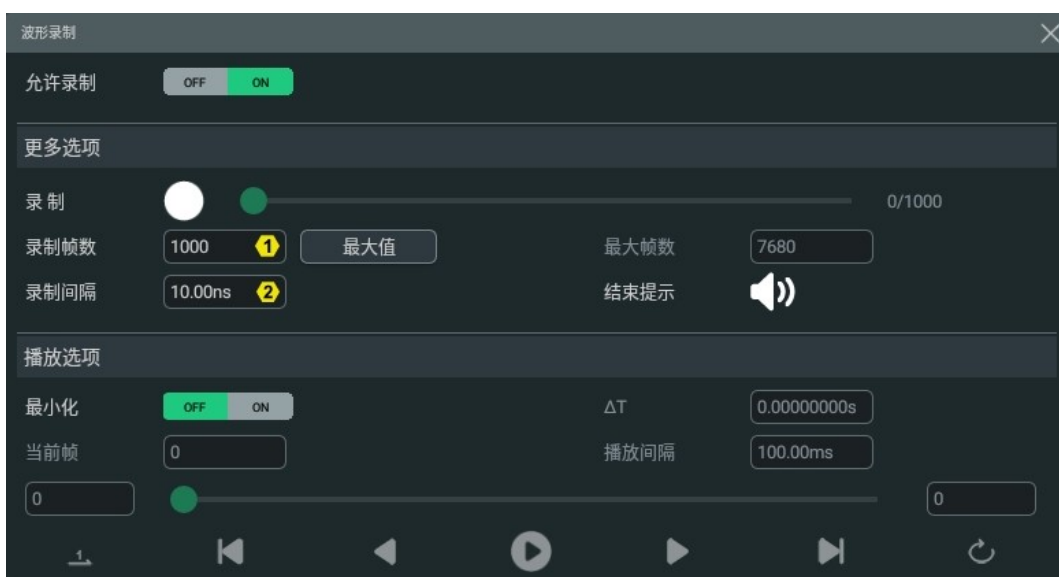 波形录制
允许录制 OFF ON
更多选项
录制 0/1000
录制帧数 1000 1 最大值 最大帧数 7680
录制间隔 10.00ns 2 结束提示
播放选项
最小化 OFF ON ΔT 0.00000000s
当前帧 0 播放间隔 100.00ms
0 0
1